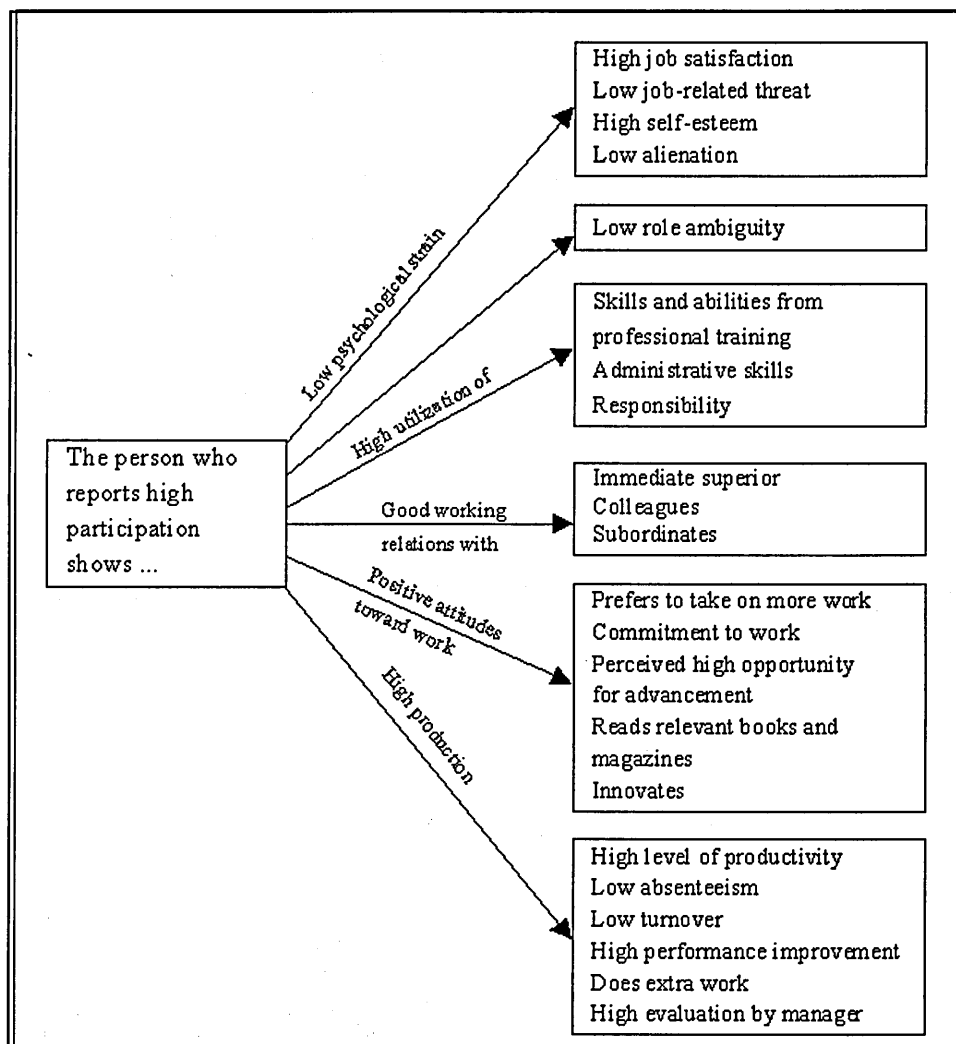 High job satisfaction
Low job-related threat
High self-esteem
Low alienation
Low psychological strain
Low role ambiguity
High utilization of
Skills and abilities from
professional training
Administrative skills
Responsibility
The person who
reports high
participation
shows ...
Good working
relations with
Immediate superior
Colleagues
Subordinates
Positive attitudes
toward work
Prefers to take on more work
Commitment to work
Perceived high opportunity
for advancement
Reads relevant books and
magazines
Innovates
High production
High level of productivity
Low absenteeism
Low turnover
High performance improvement
Does extra work
High evaluation by manager